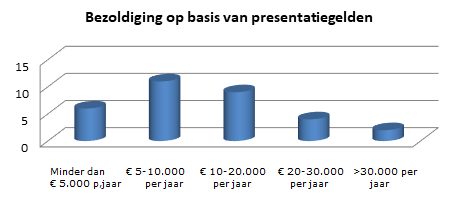 Bezoldiging op basis van presentatiegelden
15
10
5
0
Minder dan
€ 5.000 p,jaar
€ 5-10.000
per jaar
€ 10-20.000
per jaar
€ 20-30.000
per jaar
>30.000 per
jaar